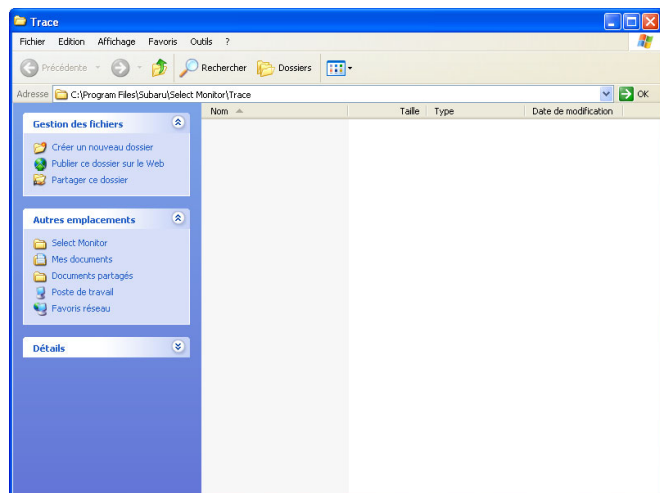 Trace
Fichier Edition Affichage Favoris Outils ?
Précédente Rechercher Dossiers
Adresse C:\Program Files\Subaru\Select Monitor\Trace OK
Nom Taille Type Date de modification
Gestion des fichiers
Créer un nouveau dossier
Publier ce dossier sur le Web
Partager ce dossier
Autres emplacements
Select Monitor
Mes documents
Documents partagés
Poste de travail
Favoris réseau
Détails